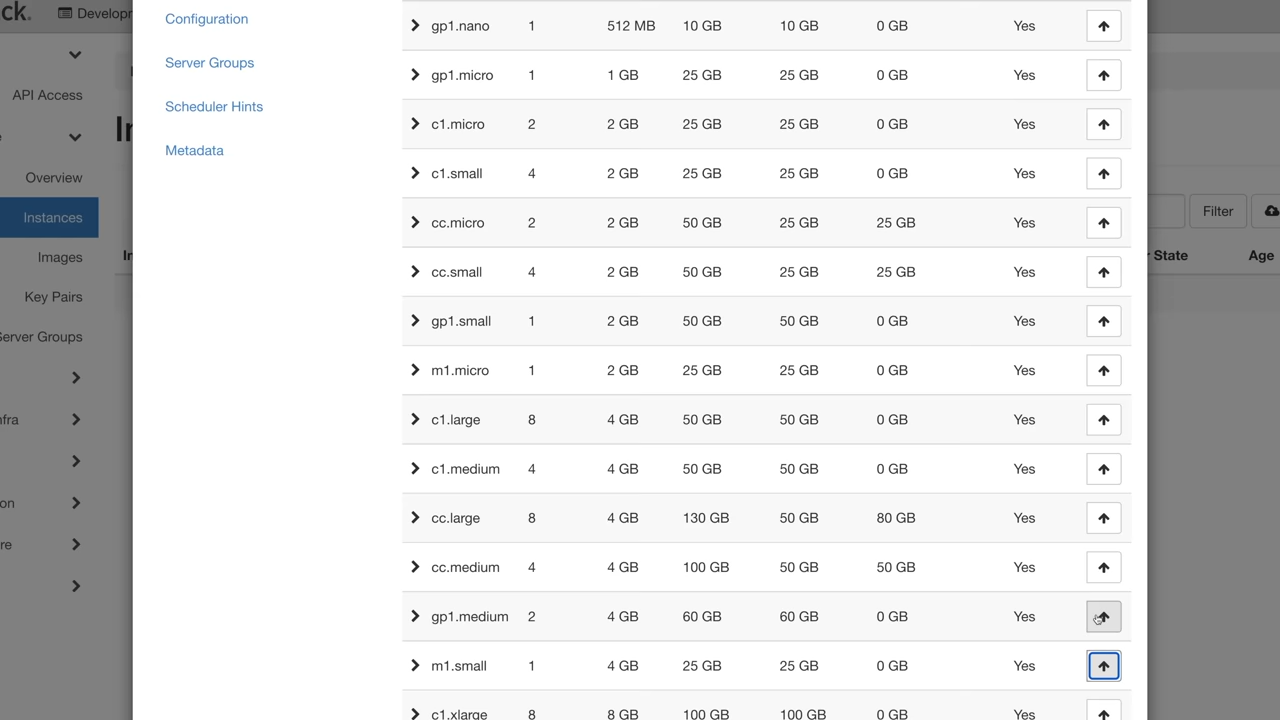 ck. Develop
Configuration
Server Groups
Scheduler Hints
Metadata
API Access
Overview
Instances
Images
Key Pairs
Server Groups
nfra
on
re
In
In
gp1.nano 1 512 MB 10 GB 10 GB 0 GB Yes
gp1.micro 1 1 GB 25 GB 25 GB 0 GB Yes
c1.micro 2 2 GB 25 GB 25 GB 0 GB Yes
c1.small 4 2 GB 25 GB 25 GB 0 GB Yes
cc.micro 2 2 GB 50 GB 25 GB 25 GB Yes
cc.small 4 2 GB 50 GB 25 GB 25 GB Yes
gp1.small 1 2 GB 50 GB 50 GB 0 GB Yes
m1.micro 1 2 GB 25 GB 25 GB 0 GB Yes
c1.large 8 4 GB 50 GB 50 GB 0 GB Yes
c1.medium 4 4 GB 50 GB 50 GB 0 GB Yes
cc.large 8 4 GB 130 GB 50 GB 80 GB Yes
cc.medium 4 4 GB 100 GB 50 GB 50 GB Yes
gp1.medium 2 4 GB 60 GB 60 GB 0 GB Yes
m1.small 1 4 GB 25 GB 25 GB 0 GB Yes
c1.xlarge 8 8 GB 100 GB 100 GB 0 GB Yes
Filter
State Age